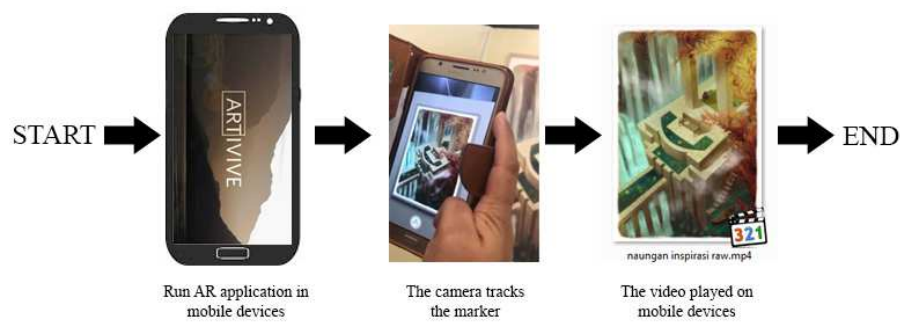 START
ARTIVIVE
321
END
naungan inspirasi raw.mp4
Run AR application in
mobile devices
The camera tracks
the marker
The video played on
mobile devices